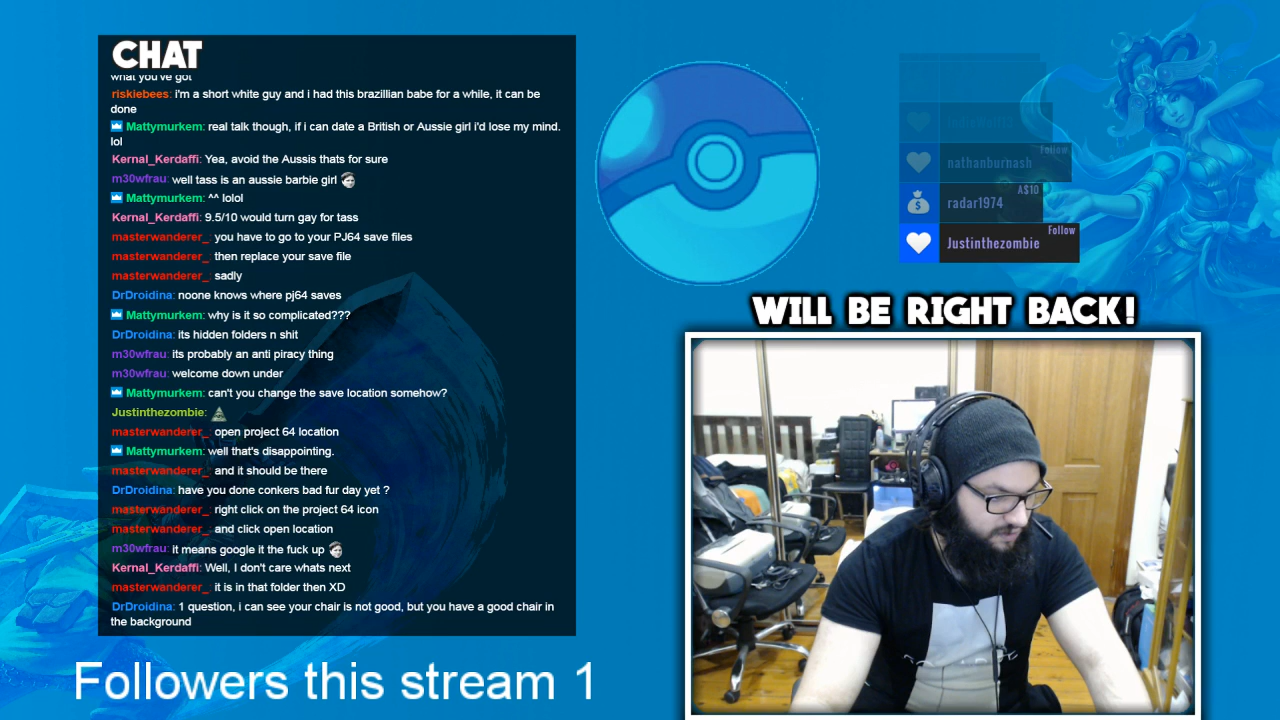 CHAT
what you've got
riskiebees: i'm a short white guy and i had this brazillian babe for a while, it can be
done
Mattymurkem: real talk though, if i can date a British or Aussie girl i'd lose my mind.
lol
Kernal_Kerdaffi: Yea, avoid the Aussis thats for sure
m30wfrau: well tass is an aussie barbie girl
Mattymurkem: ^^ lolol
Kernal_Kerdaffi: 9.5/10 would turn gay for tass
masterwanderer_: you have to go to your PJ64 save files
masterwanderer_: then replace your save file
masterwanderer_: sadly
DrDroidina: noone knows where pj64 saves
Mattymurkem: why is it so complicated???
DrDroidina: its hidden folders n shit
m30wfrau: its probably an anti piracy thing
m30wfrau: welcome down under
Mattymurkem: can't you change the save location somehow?
Justinthezombie:
masterwanderer_: open project 64 location
Mattymurkem: well that's disappointing.
masterwanderer_: and it should be there
DrDroidina: have you done conkers bad fur day yet ?
masterwanderer_: right click on the project 64 icon
masterwanderer_: and click open location
m30wfrau: it means google it the fuck up
Kernal_Kerdaffi: Well, I don't care whats next
masterwanderer_: it is in that folder then XD
DrDroidina: 1 question, i can see your chair is not good, but you have a good chair in
the background
Followers this stream 1
Follow
nathanburnash
A$10
radar1974
Follow
Justinthezombie
WILL BE RIGHT BACK!